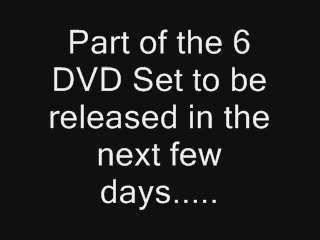 Part of the 6
DVD Set to be
released in the
next few
days.....